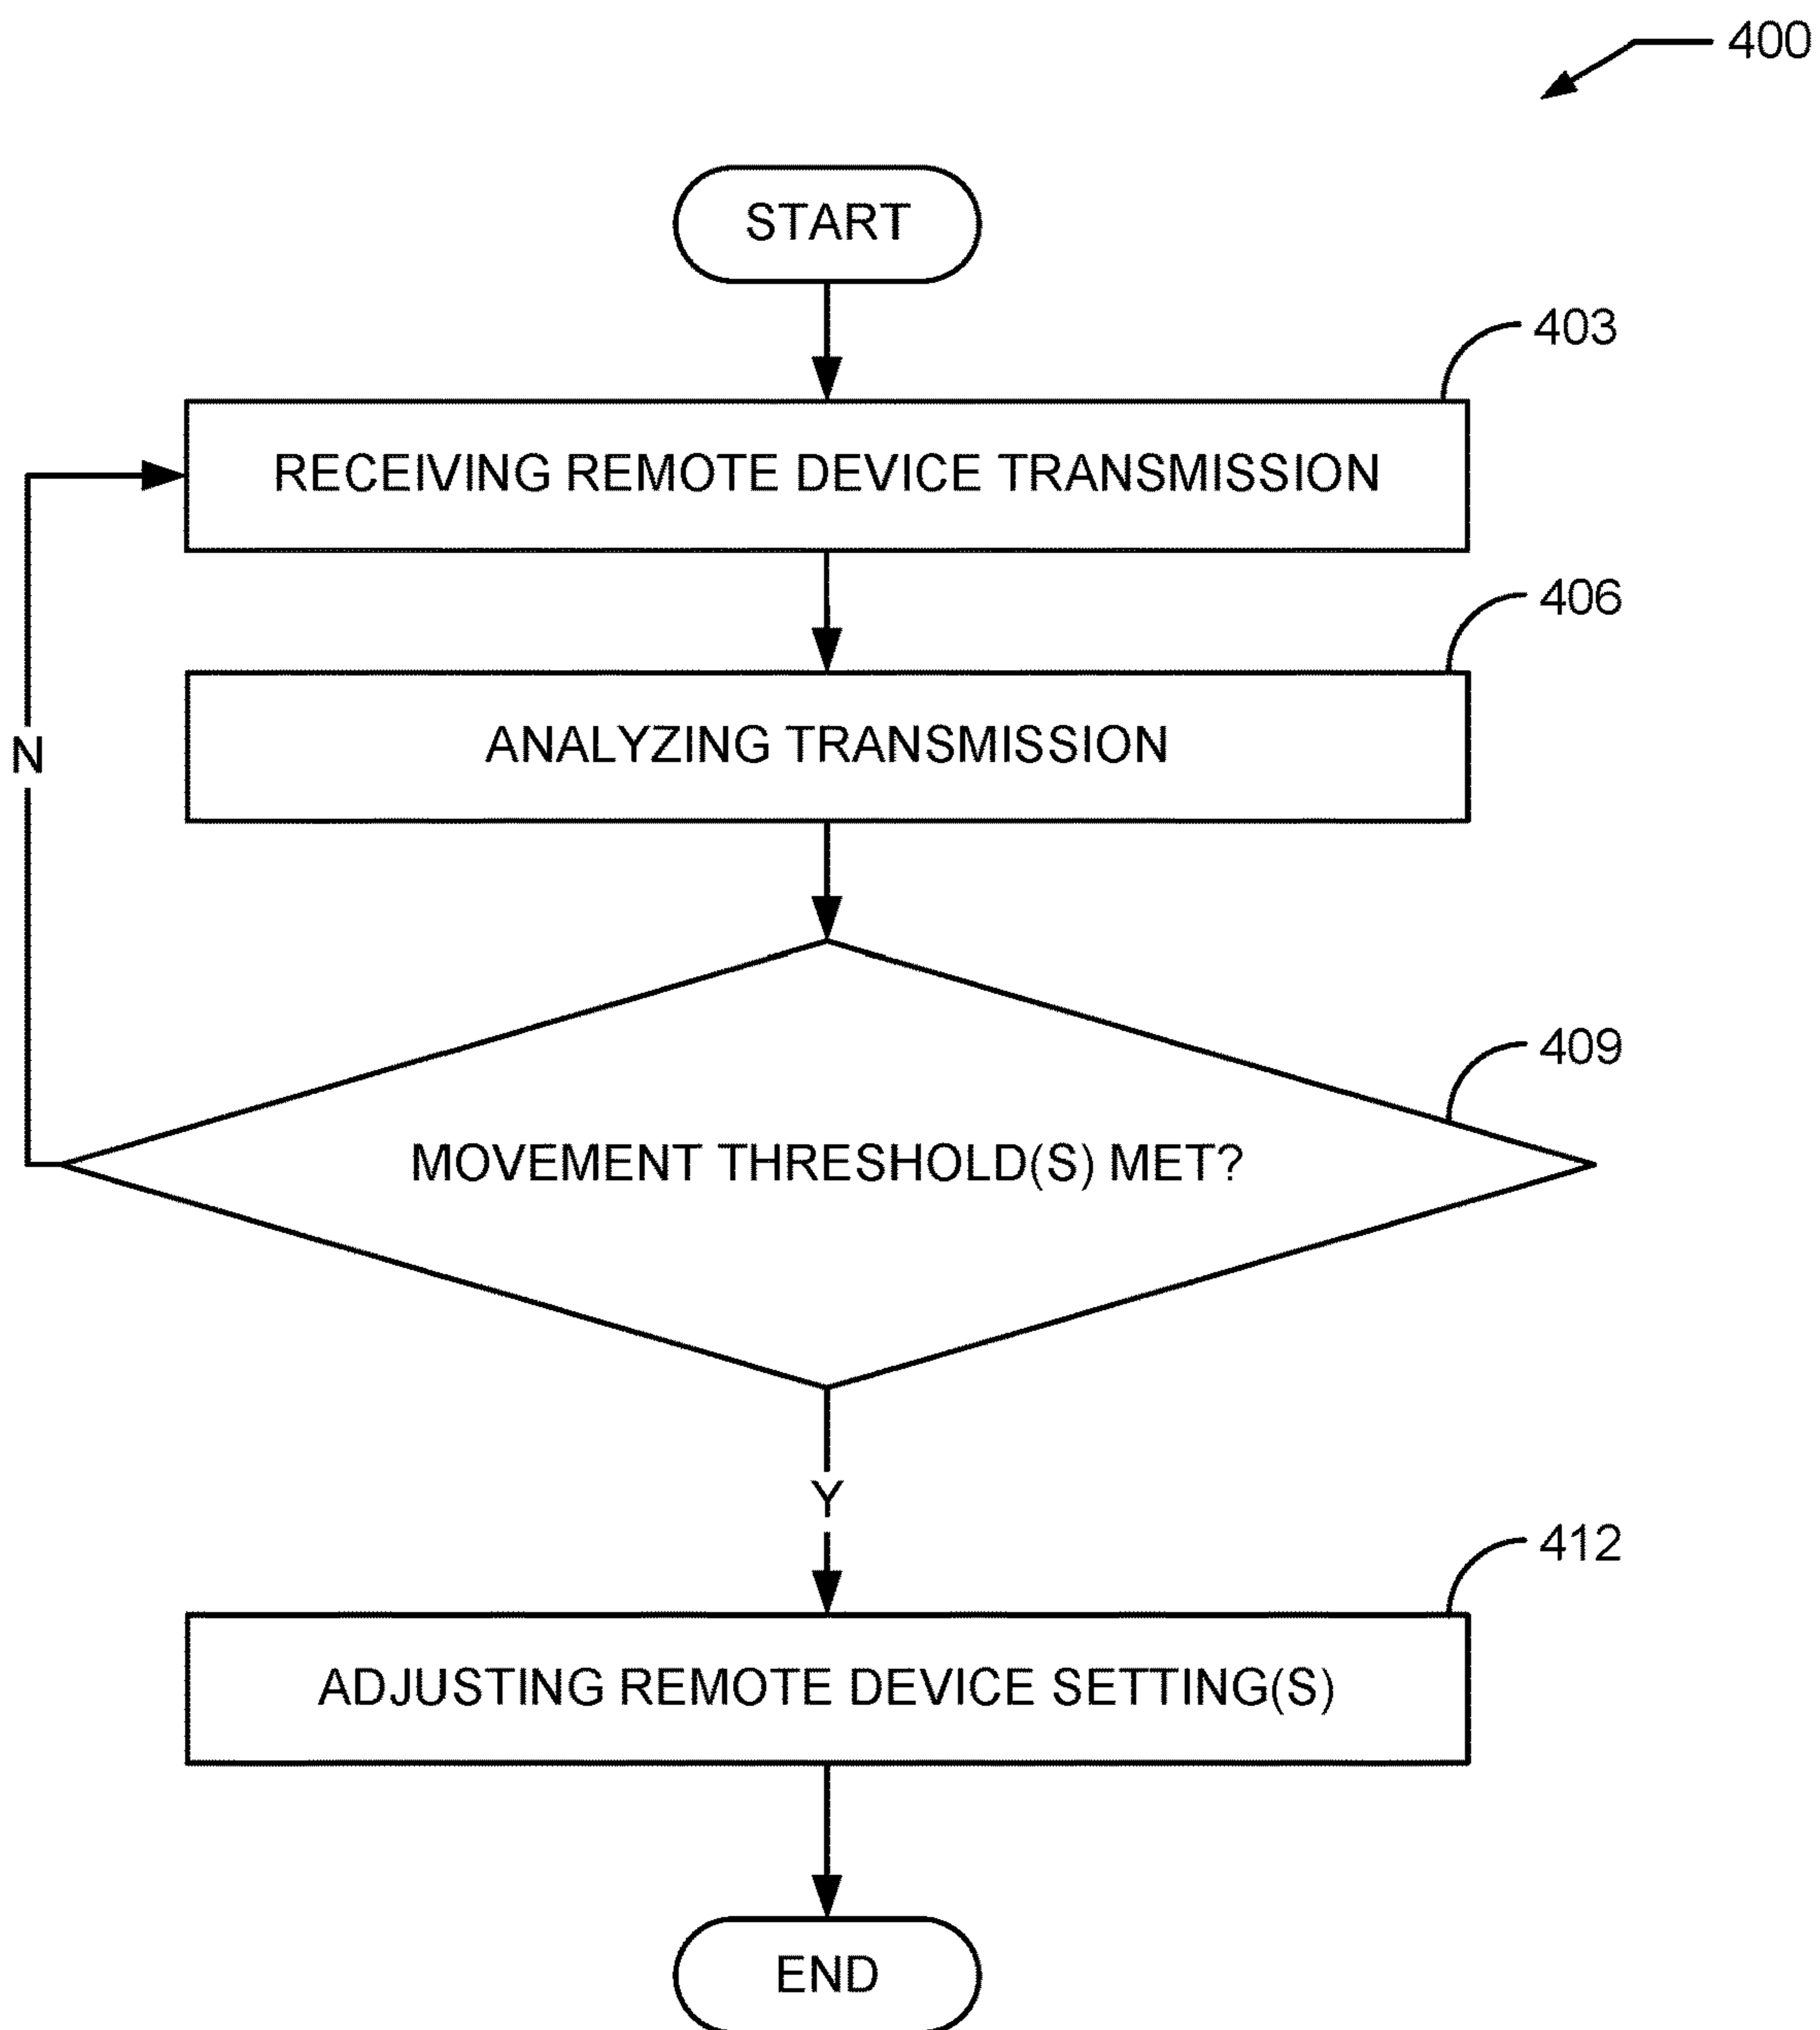 400
START
403
RECEIVING REMOTE DEVICE TRANSMISSION
406
ANALYZING TRANSMISSION
N
409
MOVEMENT THRESHOLD(S) MET?
Y
412
ADJUSTING REMOTE DEVICE SETTING(S)
END